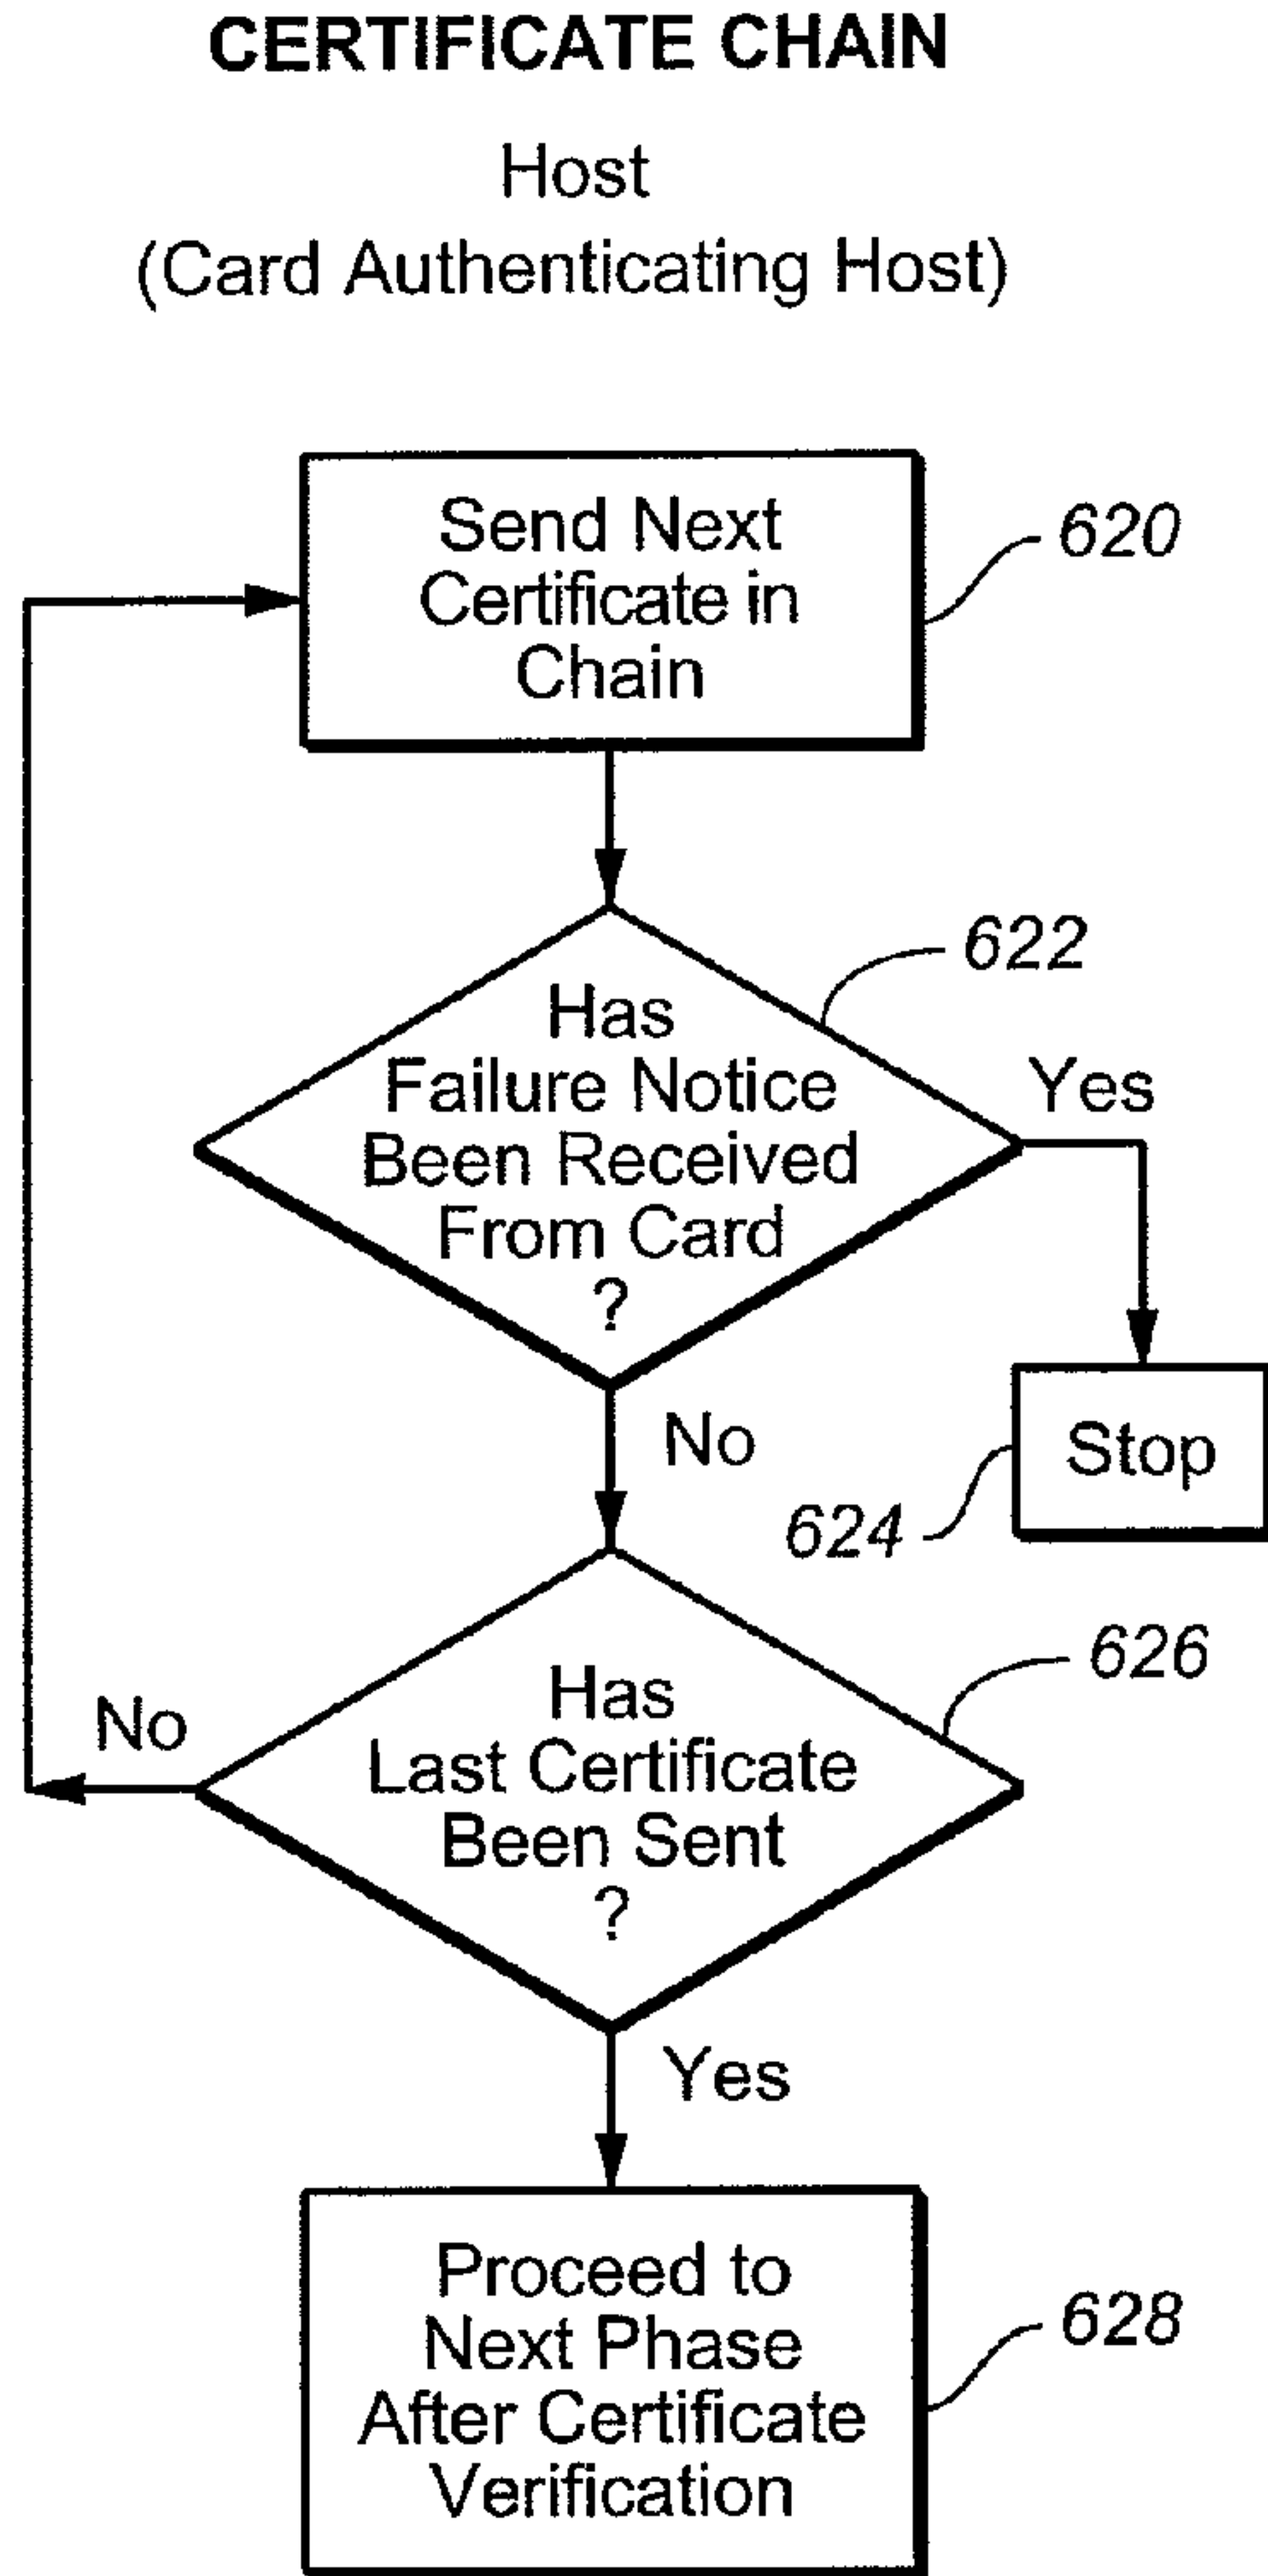 CERTIFICATE CHAIN
Host
(Card Authenticating Host)
Send Next
Certificate in
Chain
620
622
Has
Failure Notice
Been Received
From Card
?
Yes
No
Stop
624
626
Has
Last Certificate
Been Sent
?
No
Yes
Proceed to
Next Phase
After Certificate
Verification
628